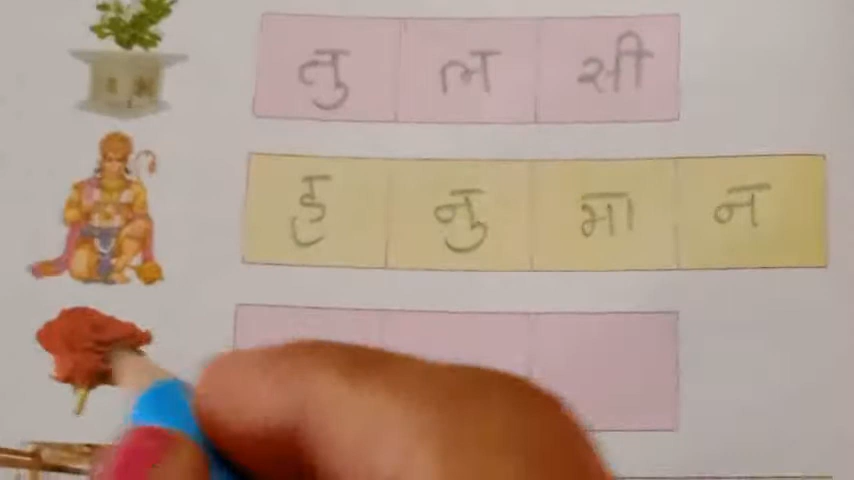 तु ल सी
ह नु मा न